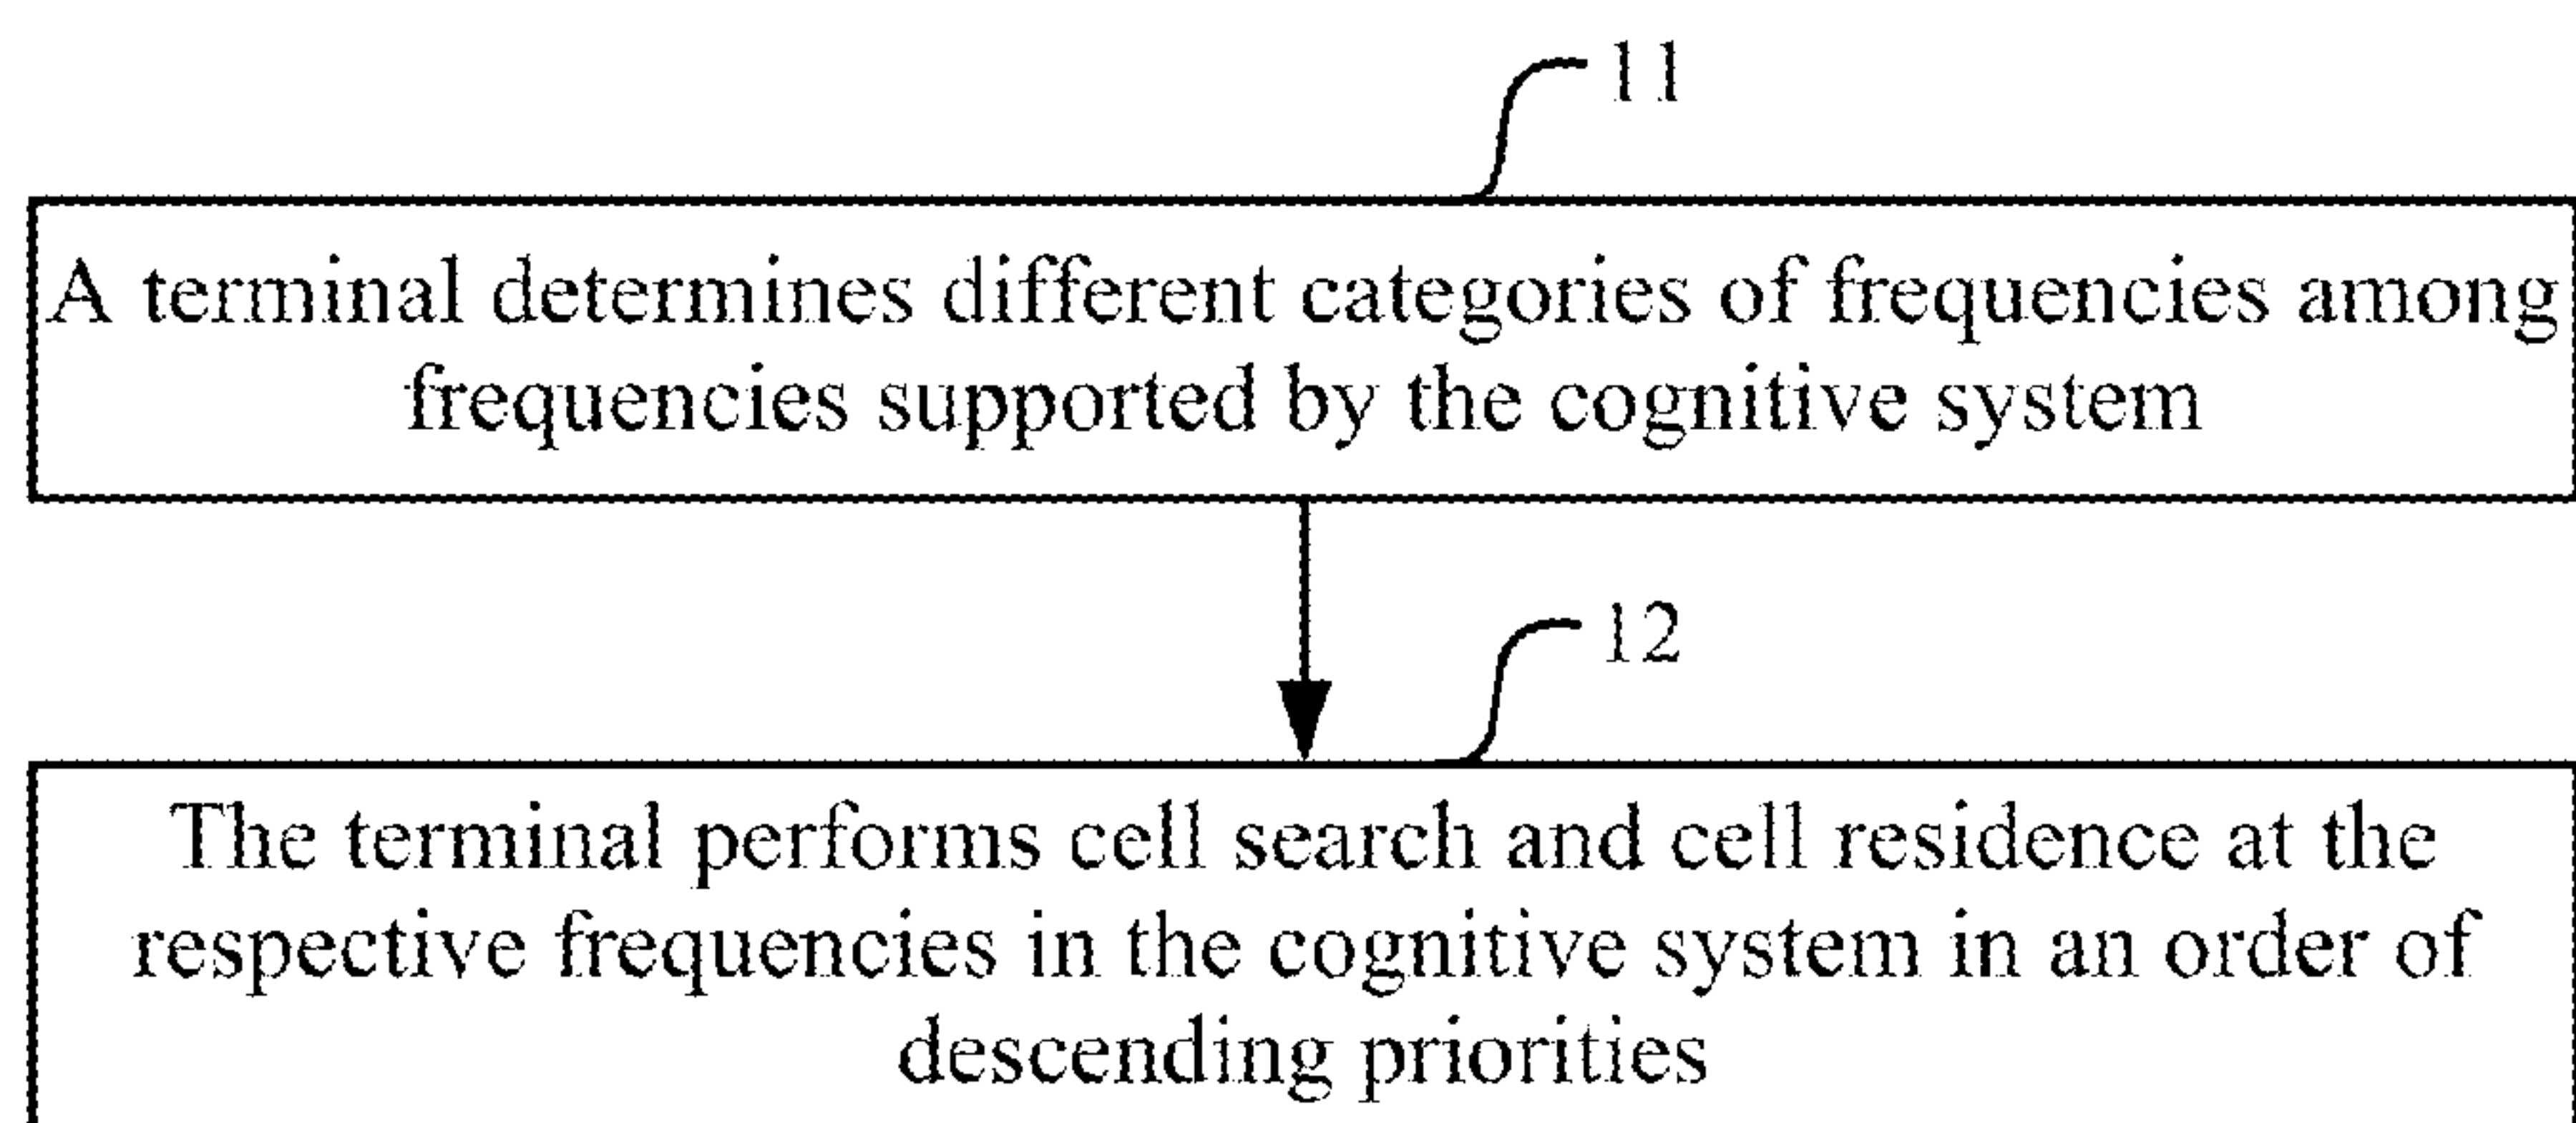 11
A terminal determines different categories of frequencies among
frequencies supported by the cognitive system
12
The terminal performs cell search and cell residence at the
respective frequencies in the cognitive system in an order of
descending priorities